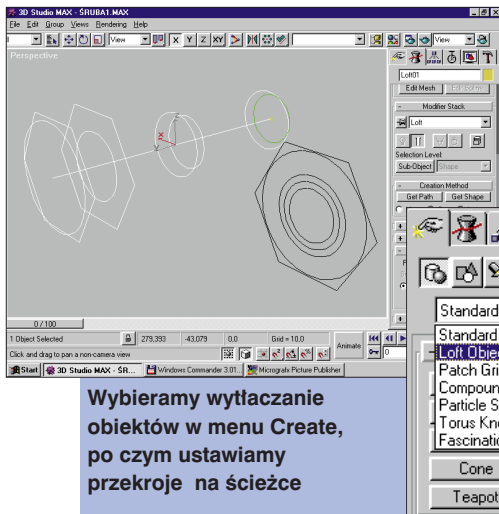 3D Studio MAX - ŚRUBA1.MAX
File Edit Group Views Rendering Help
View X Y Z XY View
Perspective
Loft01
Edit Mesh
Modifier Stack
Loft
Selection Level:
Sub-Object Shape
Creation Method
Get Path Get Shape
Standard
Standard
Loft Objec
Patch Gri
Compoun
Particle S
Torus Kno
Fascinatio
Cone
Teapot
0 / 100
1 Object Selected 279,393 -43,079 0,0 Grid = 10,0 Animate
Click and drag to pan a non-camera view 0
Start 3D Studio MAX - ŚR... Windows Commander 3.01... Micrografx Picture Publisher
Wybieramy wytłaczanie
obiektów w menu Create,
po czym ustawiamy
przekroje na ścieżce